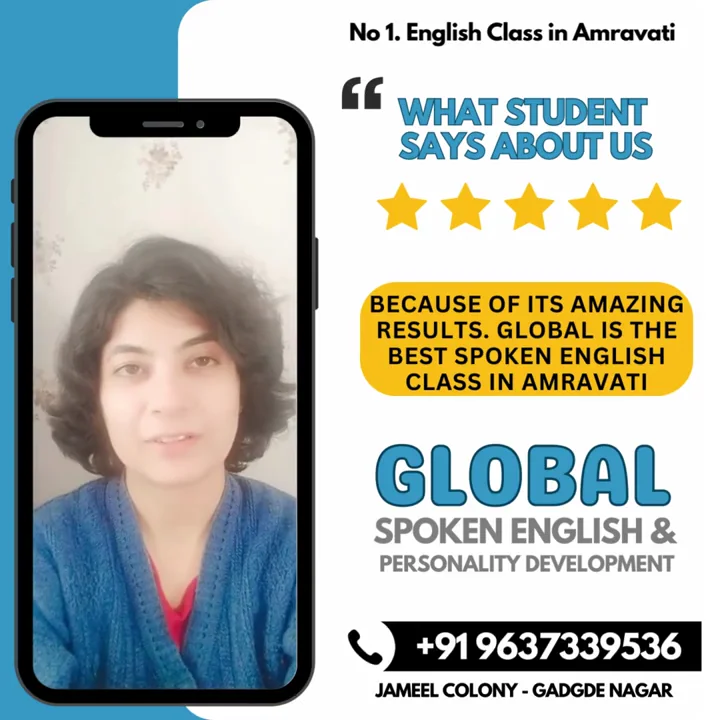 No 1. English Class in Amravati
“
WHAT STUDENT
SAYS ABOUT US
BECAUSE OF ITS AMAZING
RESULTS. GLOBAL IS THE
BEST SPOKEN ENGLISH
CLASS IN AMRAVATI
GLOBAL
SPOKEN ENGLISH &
PERSONALITY DEVELOPMENT
+91 9637339536
JAMEEL COLONY - GADGDE NAGAR